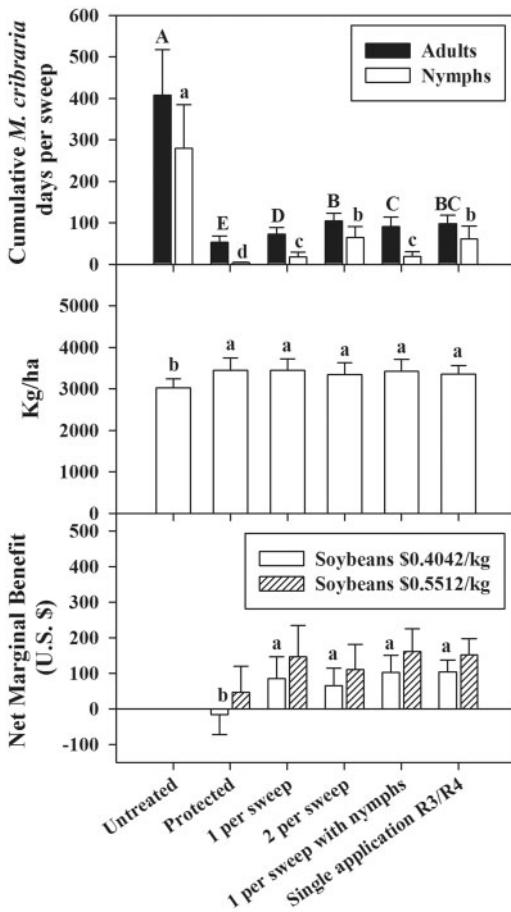 Cumulative M. cribraria
days per sweep
600
500
400
300
200
100
0
Adults
Nymphs
A
a
E
d
D
c
B
b
C
c
BC
b
Kg/ha
5000
4000
3000
2000
1000
0
b
a
a
a
a
a
Net Marginal Benefit
(U.S. $)
500
400
300
200
100
0
-100
Soybeans $0.4042/kg
Soybeans $0.5512/kg
b
a
a
a
a
Untreated
Protected
1 per sweep
2 per sweep
1 per sweep with nymphs
Single application R3/R4